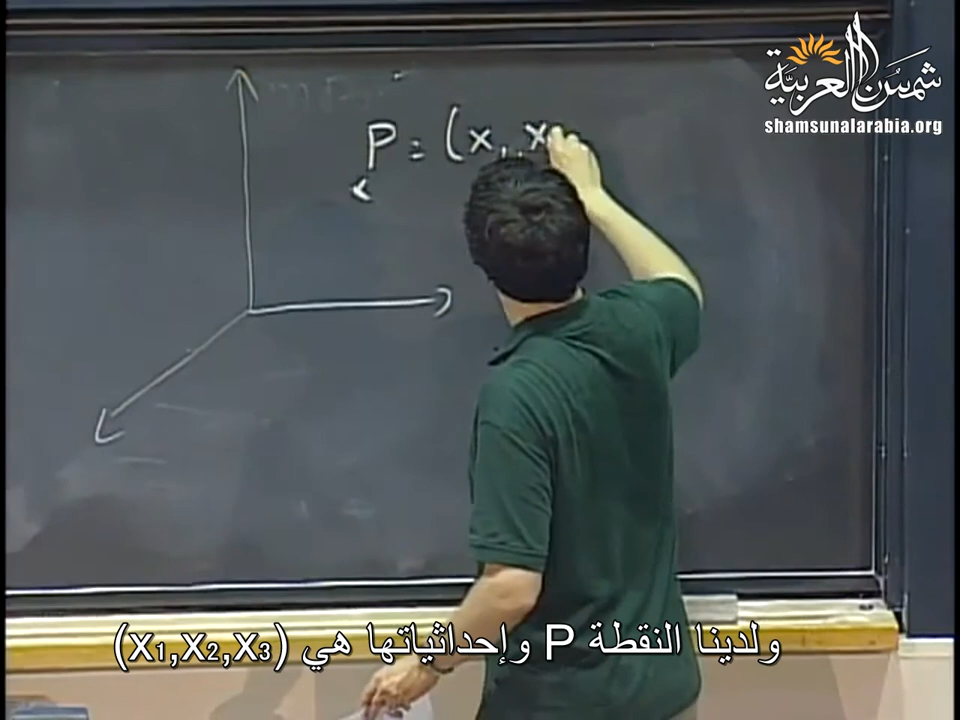 شمس العربية
shamsunalarabia.org
P = (x, x
ولدينا النقطة P وإحداثياتها هي (x₁,x₂,x₃)